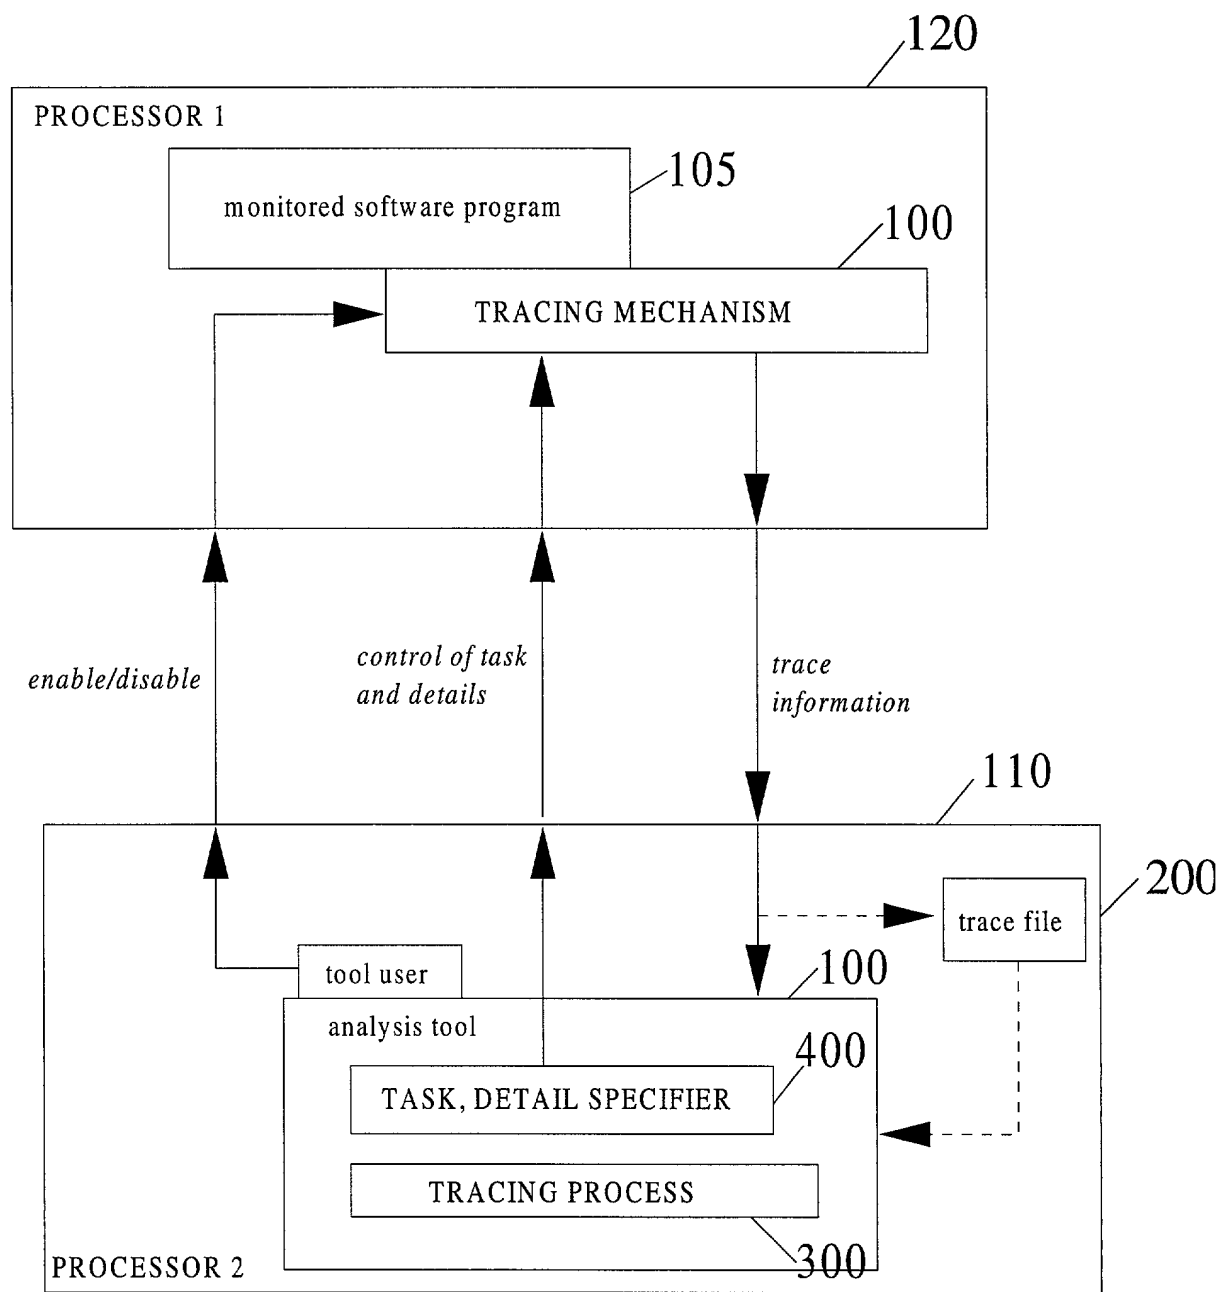 120
PROCESSOR 1
105
monitored software program
100
TRACING MECHANISM
enable/disable
control of task
and details
trace
information
110
200
trace file
tool user
100
analysis tool
400
TASK, DETAIL SPECIFIER
TRACING PROCESS
300
PROCESSOR 2